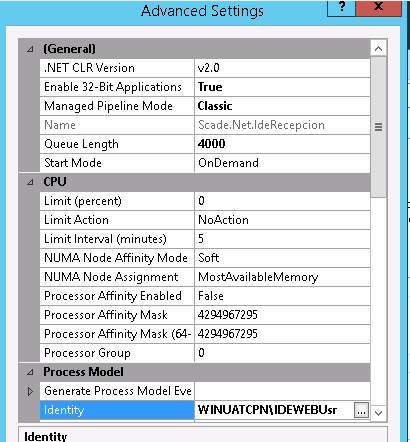 Advanced Settings
? x
(General)
.NET CLR Version v2.0
Enable 32-Bit Applications True
Managed Pipeline Mode Classic
Name Scade.Net.IdeRecepcion
Queue Length 4000
Start Mode OnDemand
CPU
Limit (percent) 0
Limit Action NoAction
Limit Interval (minutes) 5
NUMA Node Affinity Mode Soft
NUMA Node Assignment MostAvailableMemory
Processor Affinity Enabled False
Processor Affinity Mask 4294967295
Processor Affinity Mask (64- 4294967295
Processor Group 0
Process Model
Generate Process Model Eve
Identity WINUATCPN\IDEWEBUsr ...
Identity